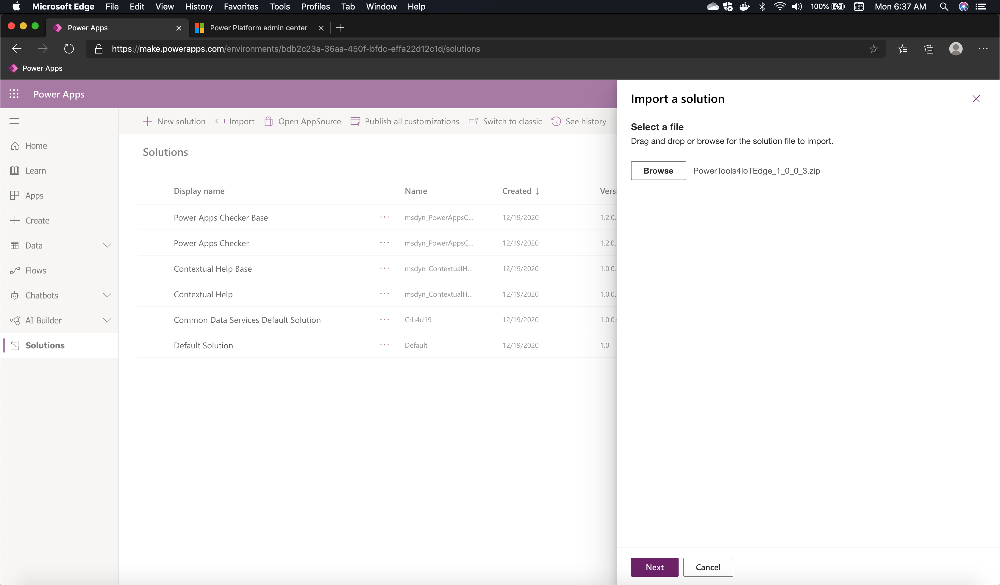 Microsoft Edge File Edit View History Favorites Tools Profiles Tab Window Help 100% Mon 6:37 AM
Power Apps Power Platform admin center
https://make.powerapps.com/environments/bdb2c23a-36aa-450f-bfdc-effa22d12c1d/solutions
Power Apps
Power Apps
Home
Learn
Apps
Create
Data
Flows
Chatbots
AI Builder
Solutions
New solution Import Open AppSource Publish all customizations Switch to classic See history
Solutions
Display name Name Created Vers
Power Apps Checker Base ··· msdyn_PowerAppsC... 12/19/2020 1.2.0.
Power Apps Checker ··· msdyn_PowerAppsC... 12/19/2020 1.2.0.
Contextual Help Base ··· msdyn_ContextualH... 12/19/2020 1.0.0.
Contextual Help ··· msdyn_ContextualH... 12/19/2020 1.0.0.
Common Data Services Default Solution ··· Crb4d19 12/19/2020 1.0.0.
Default Solution ··· Default 12/19/2020 1.0
Import a solution
Select a file
Drag and drop or browse for the solution file to import.
Browse PowerTools4IoTEdge_1_0_0_3.zip
Next Cancel